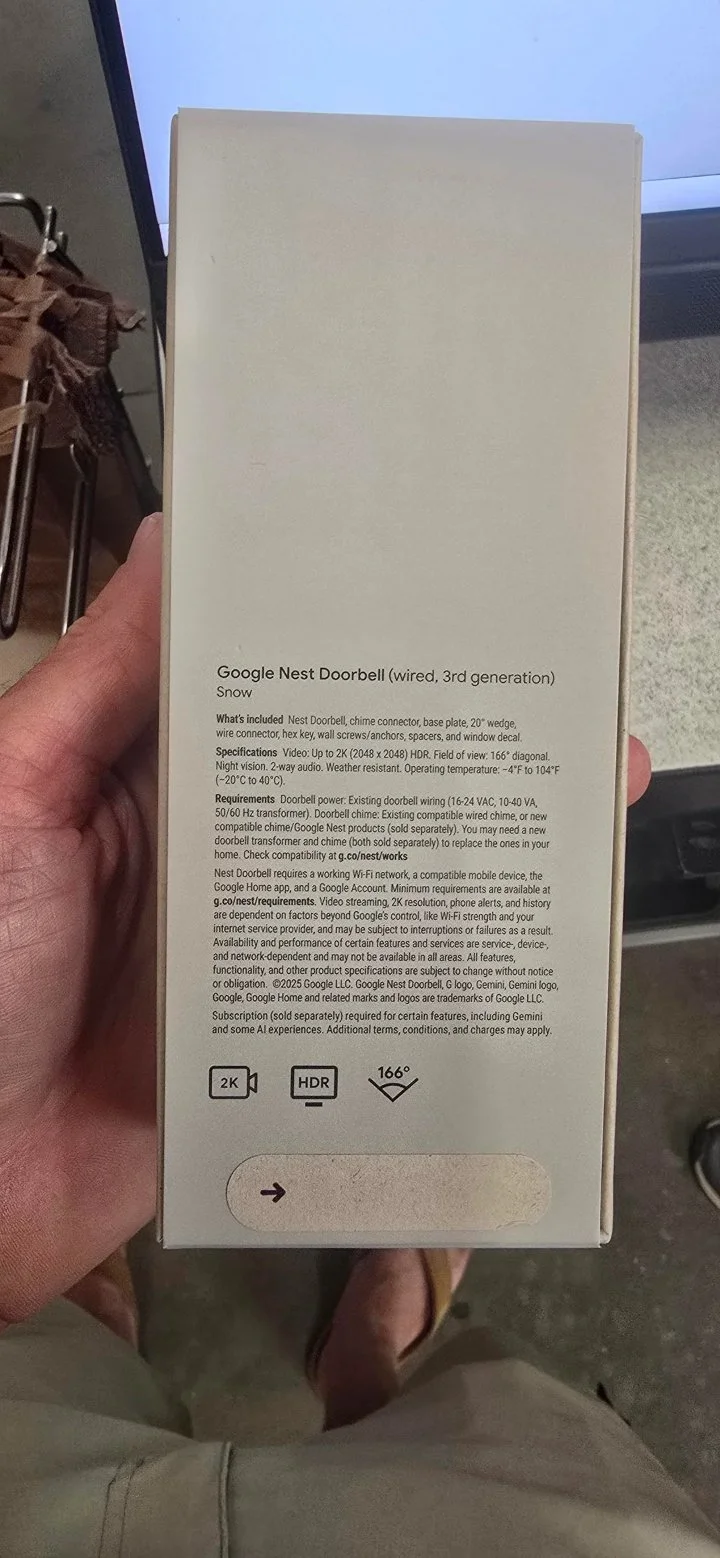 Google Nest Doorbell (wired, 3rd generation)
Snow
What's included Nest Doorbell, chime connector, base plate, 20° wedge,
wire connector, hex key, wall screws/anchors, spacers, and window decal.
Specifications Video: Up to 2K (2048 x 2048) HDR. Field of view: 166° diagonal.
Night vision. 2-way audio. Weather resistant. Operating temperature: –4°F to 104°F
(–20°C to 40°C).
Requirements Doorbell power: Existing doorbell wiring (16-24 VAC, 10-40 VA,
50/60 Hz transformer). Doorbell chime: Existing compatible wired chime, or new
compatible chime/Google Nest products (sold separately). You may need a new
doorbell transformer and chime (both sold separately) to replace the ones in your
home. Check compatibility at g.co/nest/works
Nest Doorbell requires a working Wi-Fi network, a compatible mobile device, the
Google Home app, and a Google Account. Minimum requirements are available at
g.co/nest/requirements. Video streaming, 2K resolution, phone alerts, and history
are dependent on factors beyond Google's control, like Wi-Fi strength and your
internet service provider, and may be subject to interruptions or failures as a result.
Availability and performance of certain features and services are service-, device-,
and network-dependent and may not be available in all areas. All features,
functionality, and other product specifications are subject to change without notice
or obligation. ©2025 Google LLC. Google Nest Doorbell, G logo, Gemini, Gemini logo,
Google, Google Home and related marks and logos are trademarks of Google LLC.
Subscription (sold separately) required for certain features, including Gemini
and some AI experiences. Additional terms, conditions, and charges may apply.
2K HDR 166°